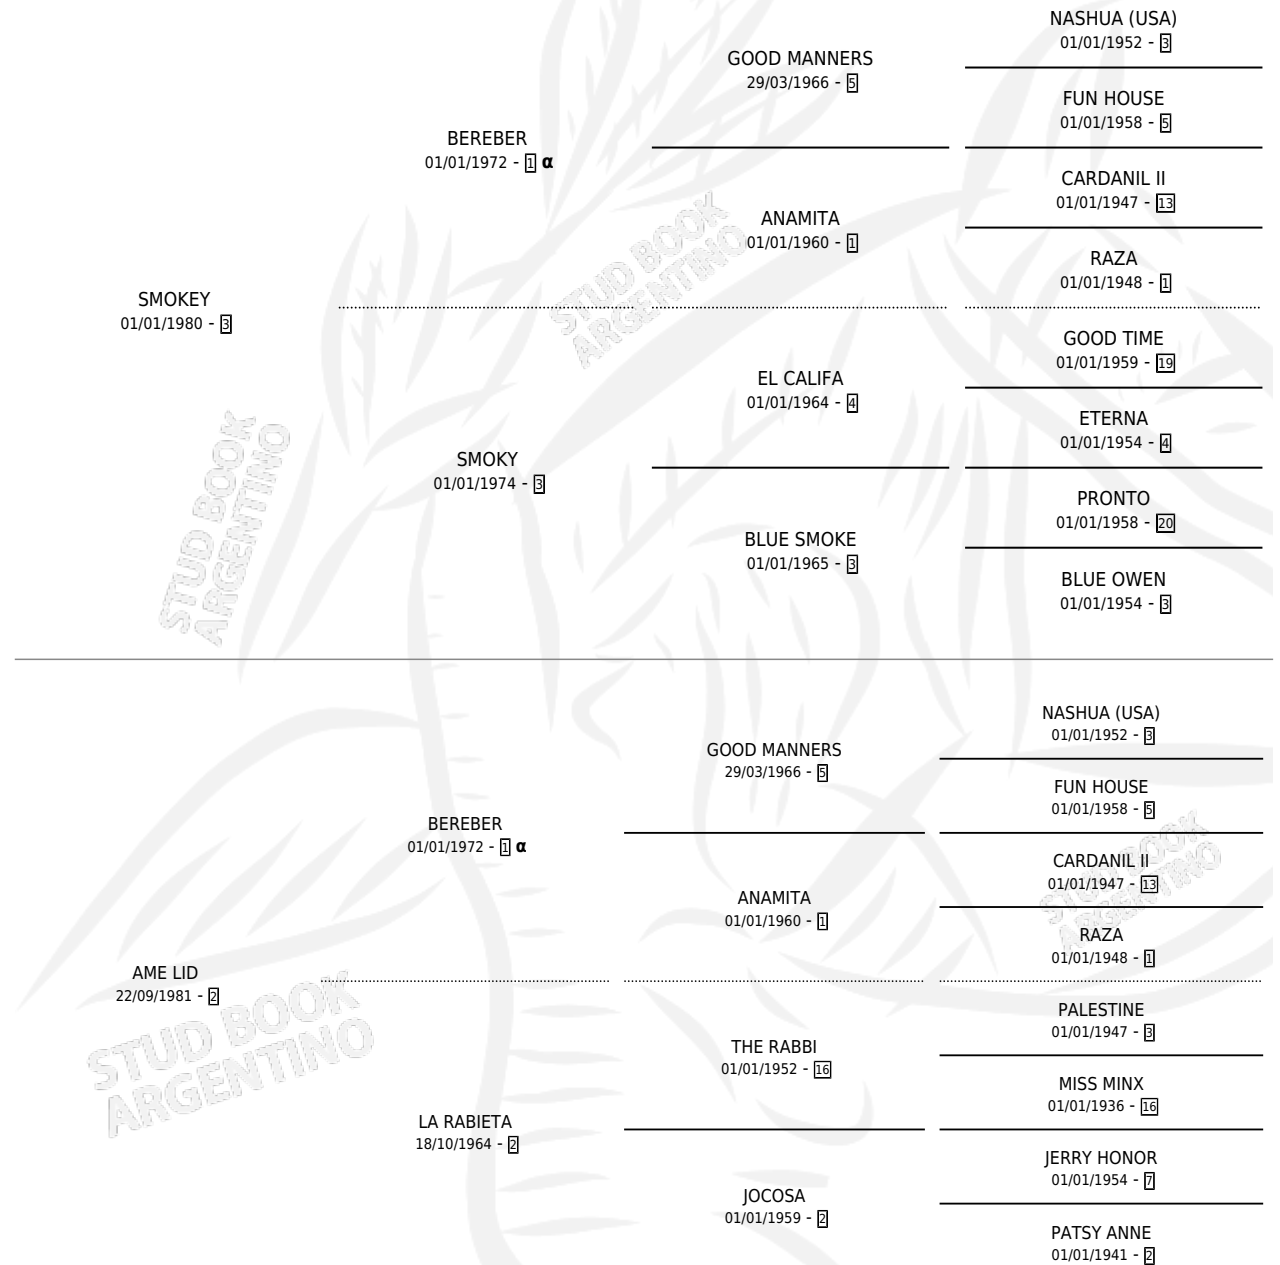 NASHUA (USA)
01/01/1952 - 3
GOOD MANNERS
29/03/1966 - 5
FUN HOUSE
01/01/1958 - 5
BEREBER
01/01/1972 - 1 α
CARDANIL II
01/01/1947 - 13
ANAMITA
01/01/1960 - 1
RAZA
01/01/1948 - 1
STUD BOOK
ARGENTINO
SMOKEY
01/01/1980 - 3
GOOD TIME
01/01/1959 - 19
EL CALIFA
01/01/1964 - 4
ETERNA
01/01/1954 - 4
SMOKY
01/01/1974 - 3
PRONTO
01/01/1958 - 20
BLUE SMOKE
01/01/1965 - 3
BLUE OWEN
01/01/1954 - 3
STUD BOOK
ARGENTINO
NASHUA (USA)
01/01/1952 - 3
GOOD MANNERS
29/03/1966 - 5
FUN HOUSE
01/01/1958 - 5
BEREBER
01/01/1972 - 1 α
CARDANIL II
01/01/1947 - 13
STUD BOOK
ARGENTINO
ANAMITA
01/01/1960 - 1
RAZA
01/01/1948 - 1
AME LID
22/09/1981 - 2
STUD BOOK
ARGENTINO
PALESTINE
01/01/1947 - 3
THE RABBI
01/01/1952 - 16
MISS MINX
01/01/1936 - 16
LA RABIETA
18/10/1964 - 2
JERRY HONOR
01/01/1954 - 7
JOCOSA
01/01/1959 - 2
PATSY ANNE
01/01/1941 - 2